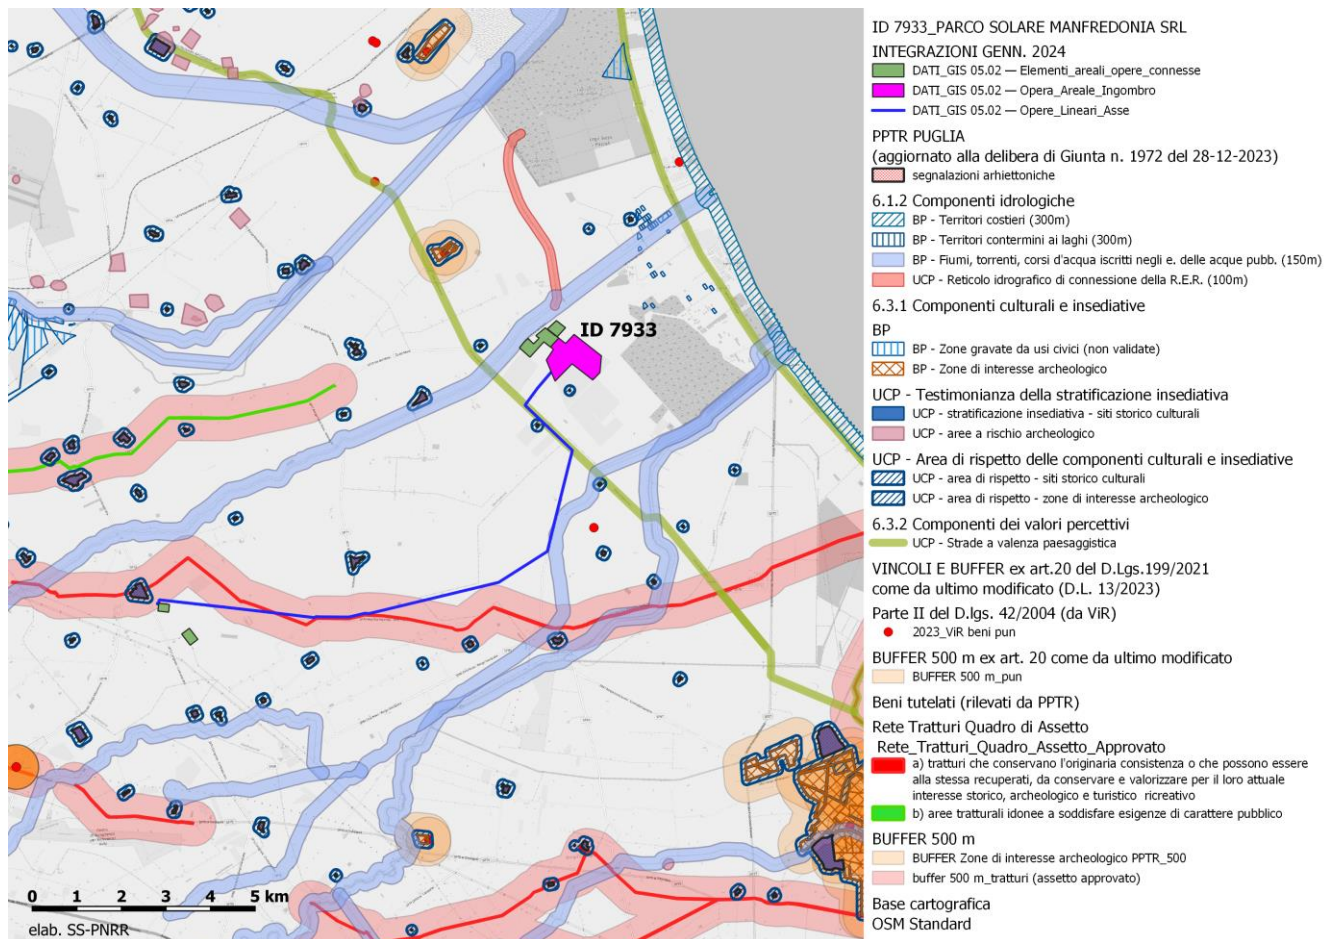 ID 7933
0 1 2 3 4 5 km
elab. SS-PNRR
ID 7933_PARCO SOLARE MANFREDONIA SRL
INTEGRAZIONI GENN. 2024
DATI_GIS 05.02 — Elementi_areali_opere_connesse
DATI_GIS 05.02 — Opera_Areale_Ingombro
DATI_GIS 05.02 — Opere_Lineari_Asse
PPTR PUGLIA
(aggiornato alla delibera di Giunta n. 1972 del 28-12-2023)
segnalazioni arhiettoniche
6.1.2 Componenti idrologiche
BP - Territori costieri (300m)
BP - Territori contermini ai laghi (300m)
BP - Fiumi, torrenti, corsi d'acqua iscritti negli e. delle acque pubb. (150m)
UCP - Reticolo idrografico di connessione della R.E.R. (100m)
6.3.1 Componenti culturali e insediative
BP
BP - Zone gravate da usi civici (non validate)
BP - Zone di interesse archeologico
UCP - Testimonianza della stratificazione insediativa
UCP - stratificazione insediativa - siti storico culturali
UCP - aree a rischio archeologico
UCP - Area di rispetto delle componenti culturali e insediative
UCP - area di rispetto - siti storico culturali
UCP - area di rispetto - zone di interesse archeologico
6.3.2 Componenti dei valori percettivi
UCP - Strade a valenza paesaggistica
VINCOLI E BUFFER ex art.20 del D.Lgs.199/2021
come da ultimo modificato (D.L. 13/2023)
Parte II del D.lgs. 42/2004 (da ViR)
2023_ViR beni pun
BUFFER 500 m ex art. 20 come da ultimo modificato
BUFFER 500 m_pun
Beni tutelati (rilevati da PPTR)
Rete Tratturi Quadro di Assetto
Rete_Tratturi_Quadro_Assetto_Approvato
a) tratturi che conservano l'originaria consistenza o che possono essere
alla stessa recuperati, da conservare e valorizzare per il loro attuale
interesse storico, archeologico e turistico ricreativo
b) aree tratturali idonee a soddisfare esigenze di carattere pubblico
BUFFER 500 m
BUFFER Zone di interesse archeologico PPTR_500
buffer 500 m_tratturi (assetto approvato)
Base cartografica
OSM Standard